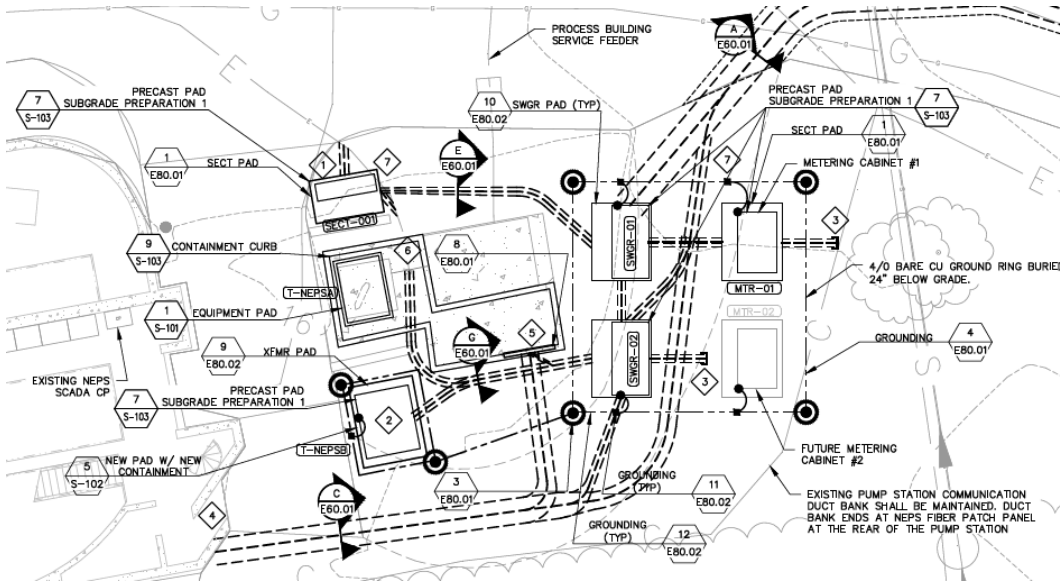 PROCESS BUILDING
SERVICE FEEDER
A
E60.01
G
G
G
E
E
E
7
S-103
PRECAST PAD
SUBGRADE PREPARATION 1
10
E80.02
SWGR PAD (TYP)
PRECAST PAD
SUBGRADE PREPARATION 1
7
S-103
1
E80.01
SECT PAD
1
7
E
E60.01
SECT PAD
1
E80.01
7
METERING CABINET #1
SECT-001
9
S-103
CONTAINMENT CURB
6
8
E80.01
SWGR-01
3
MTR-01
4/0 BARE CU GROUND RING BURIE
24" BELOW GRADE.
T-NEPSA
1
S-101
EQUIPMENT PAD
MTR-02
9
E80.02
XFMR PAD
G
E60.01
5
SWGR-02
3
GROUNDING
4
E80.01
EXISTING NEPS
SCADA CP
7
S-103
PRECAST PAD
SUBGRADE PREPARATION 1
2
T-NEPSB
FUTURE METERING
CABINET #2
5
S-102
NEW PAD W/ NEW
CONTAINMENT
3
E80.01
GROUNDING
(TYP)
11
E80.02
S
4
C
E60.01
GROUNDING
(TYP)
12
E80.02
EXISTING PUMP STATION COMMUNICATION
DUCT BANK SHALL BE MAINTAINED. DUCT
BANK ENDS AT NEPS FIBER PATCH PANEL
AT THE REAR OF THE PUMP STATION